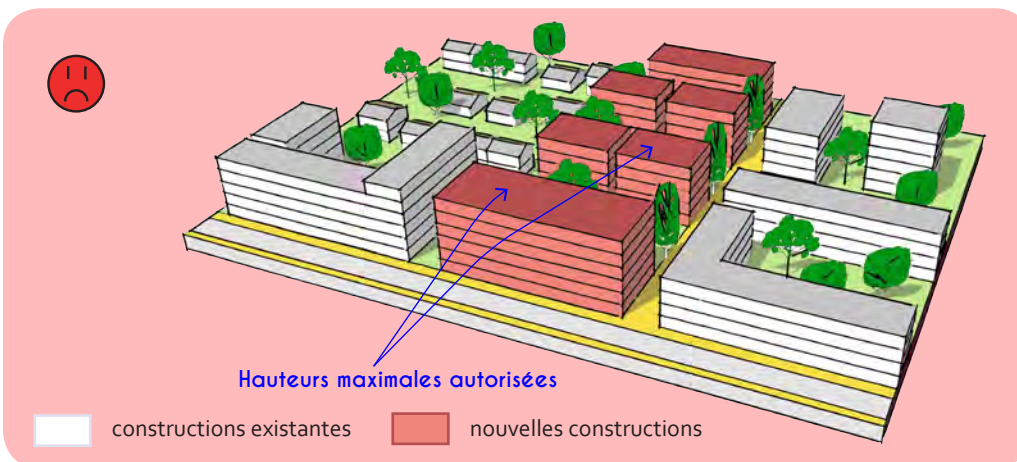 Hauteurs maximales autorisées
constructions existantes
nouvelles constructions